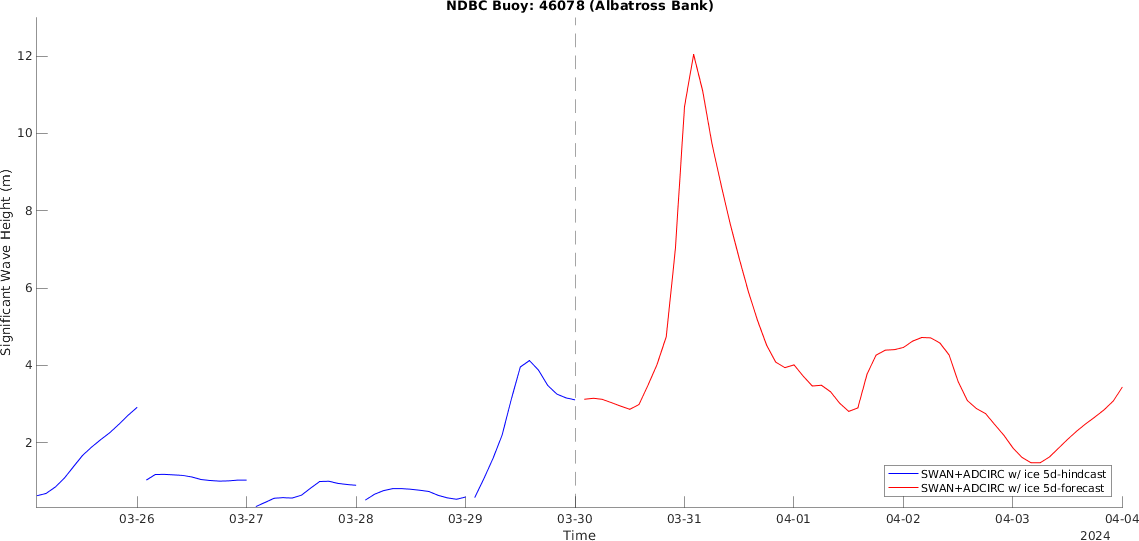 NDBC Buoy: 46078 (Albatross Bank)
Significant Wave Height (m)
12
10
8
6
4
2
03-26 03-27 03-28 03-29 03-30 03-31 04-01 04-02 04-03 04-04
Time
2024
SWAN+ADCIRC w/ ice 5d-hindcast
SWAN+ADCIRC w/ ice 5d-forecast